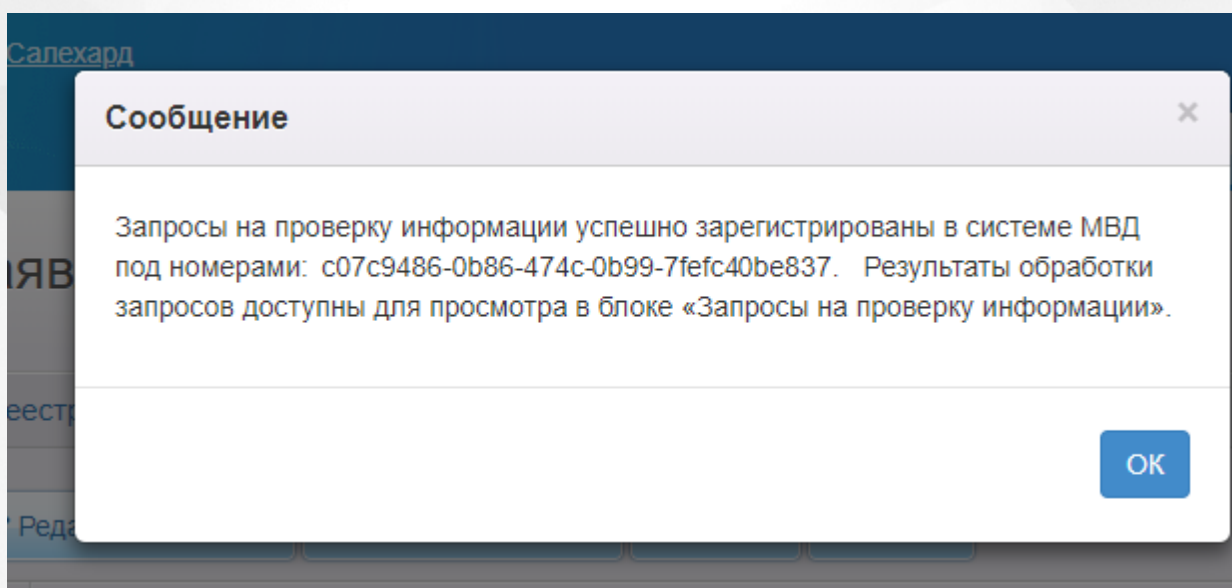 Салехард
Сообщение
×
Запросы на проверку информации успешно зарегистрированы в системе МВД
под номерами: c07c9486-0b86-474c-0b99-7fefc40be837. Результаты обработки
запросов доступны для просмотра в блоке «Запросы на проверку информации».
ОК